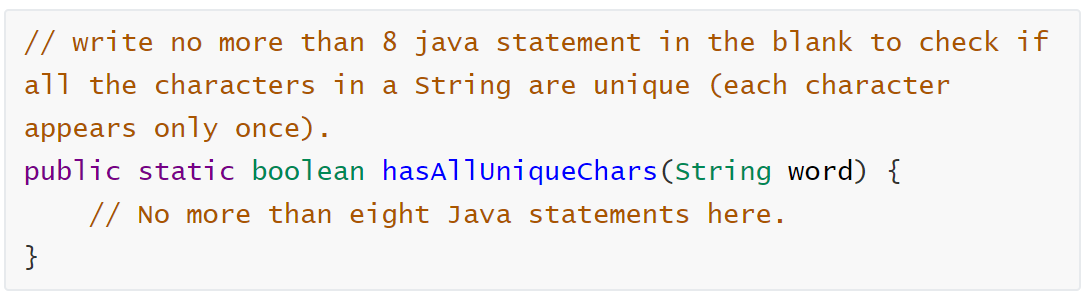 // write no more than 8 java statement in the blank to check if
all the characters in a String are unique (each character
appears only once).
public static boolean hasAllUniqueChars(String word) {
    // No more than eight Java statements here.
}